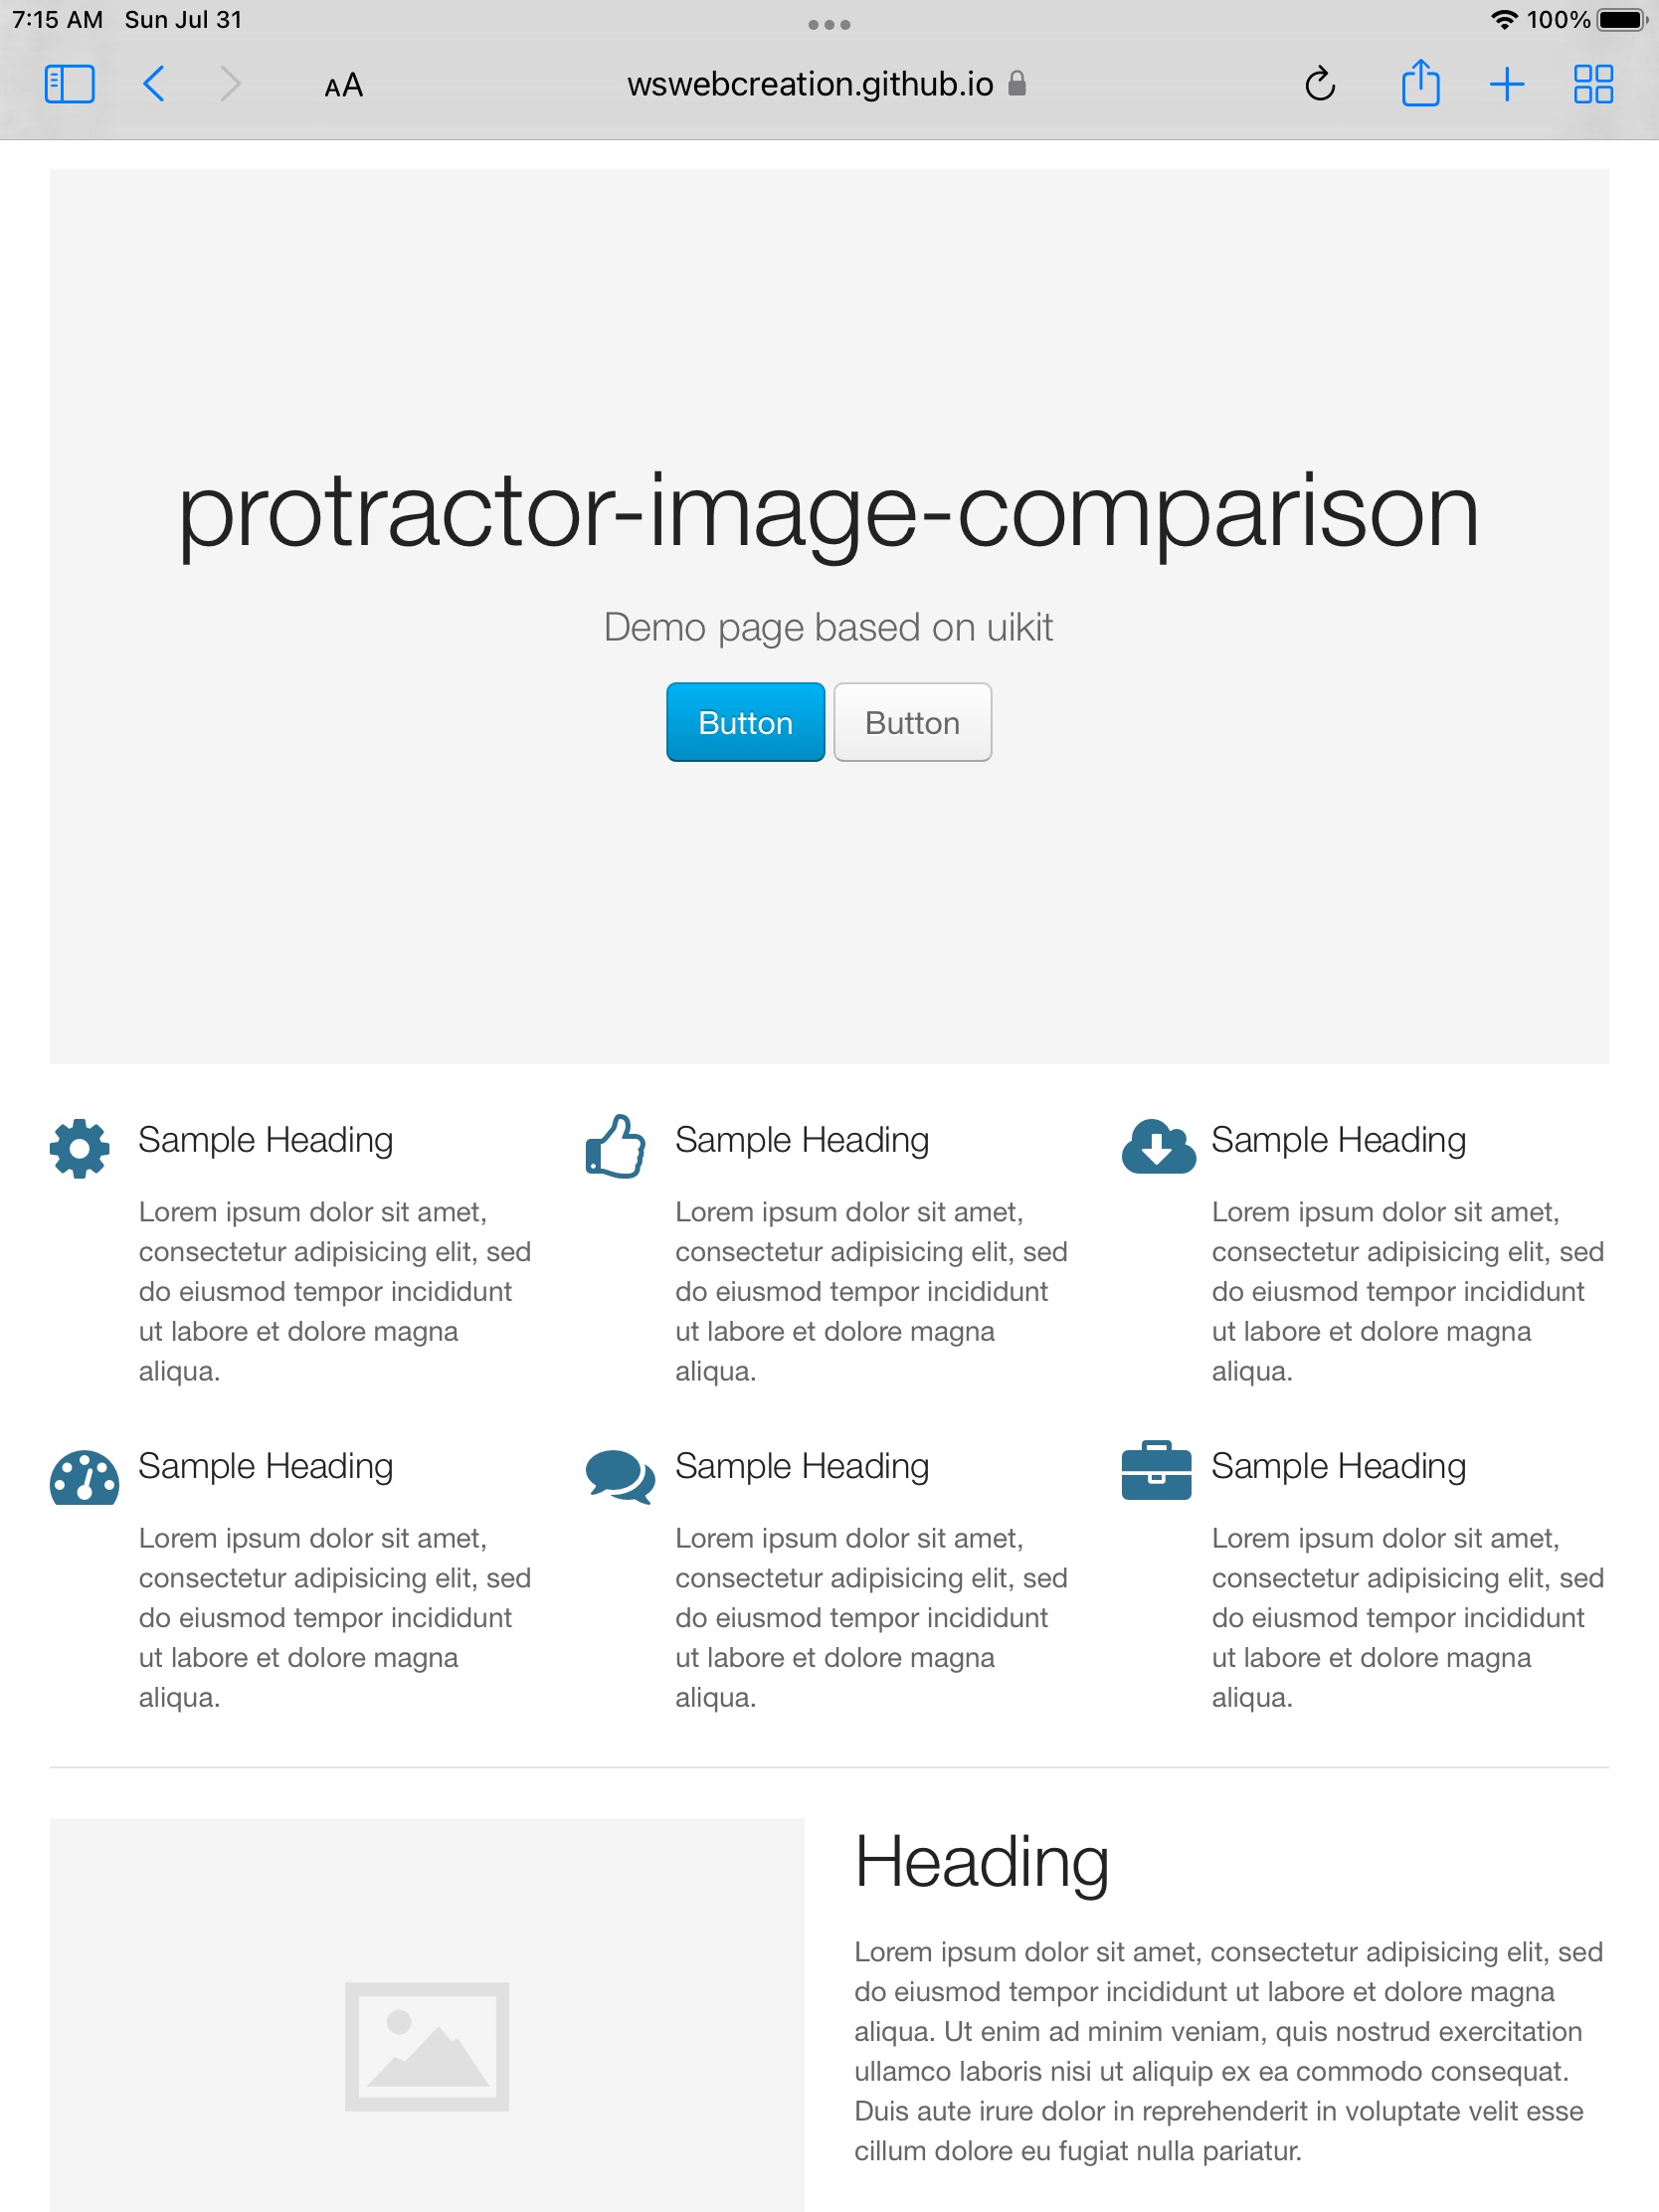 7:15 AM Sun Jul 31
100%
AA
wswebcreation.github.io
protractor-image-comparison
Demo page based on uikit
Button
Button
Sample Heading
Lorem ipsum dolor sit amet,
consectetur adipisicing elit, sed
do eiusmod tempor incididunt
ut labore et dolore magna
aliqua.
Sample Heading
Lorem ipsum dolor sit amet,
consectetur adipisicing elit, sed
do eiusmod tempor incididunt
ut labore et dolore magna
aliqua.
Sample Heading
Lorem ipsum dolor sit amet,
consectetur adipisicing elit, sed
do eiusmod tempor incididunt
ut labore et dolore magna
aliqua.
Sample Heading
Lorem ipsum dolor sit amet,
consectetur adipisicing elit, sed
do eiusmod tempor incididunt
ut labore et dolore magna
aliqua.
Sample Heading
Lorem ipsum dolor sit amet,
consectetur adipisicing elit, sed
do eiusmod tempor incididunt
ut labore et dolore magna
aliqua.
Sample Heading
Lorem ipsum dolor sit amet,
consectetur adipisicing elit, sed
do eiusmod tempor incididunt
ut labore et dolore magna
aliqua.
Heading
Lorem ipsum dolor sit amet, consectetur adipisicing elit, sed
do eiusmod tempor incididunt ut labore et dolore magna
aliqua. Ut enim ad minim veniam, quis nostrud exercitation
ullamco laboris nisi ut aliquip ex ea commodo consequat.
Duis aute irure dolor in reprehenderit in voluptate velit esse
cillum dolore eu fugiat nulla pariatur.